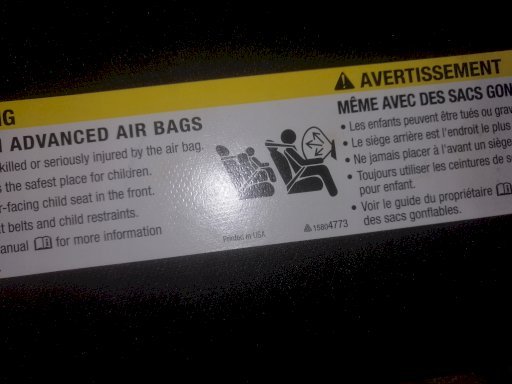 NG
ADVANCED AIR BAGS
killed or seriously injured by the air bag.
the safest place for children.
-facing child seat in the front.
belts and child restraints.
anual for more information
Printed in USA
15804773
AVERTISSEMENT
MÊME AVEC DES SACS GON
• Les enfants peuvent être tués ou grav
• Le siège arrière est l'endroit le plus
• Ne jamais placer à l'avant un siège
• Toujours utiliser les ceintures de s
pour enfant.
• Voir le guide du propriétaire
des sacs gonflables.